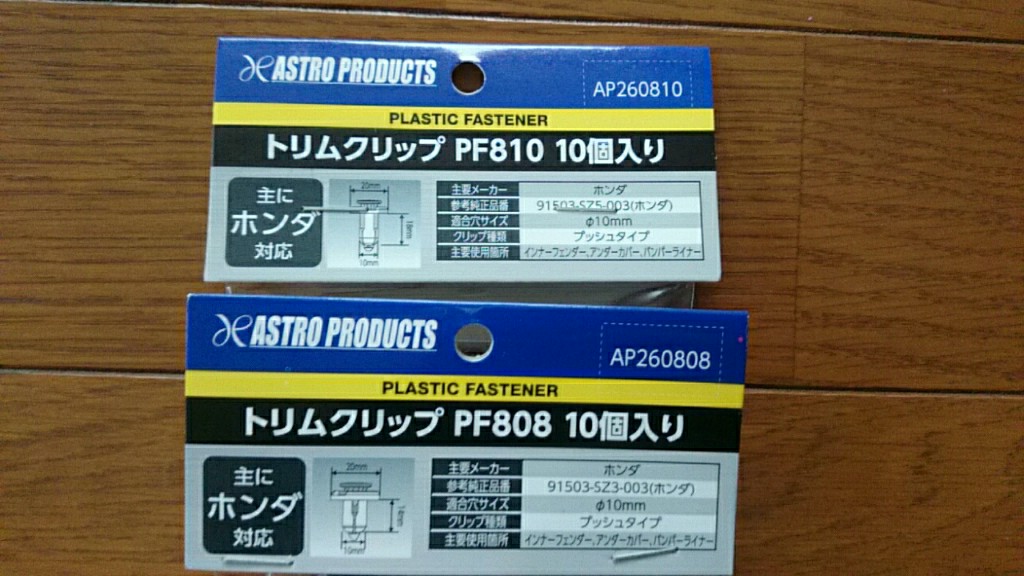 ASTRO PRODUCTS
AP260810
PLASTIC FASTENER
トリムクリップ PF810 10個入り
主に
ホンダ
対応
20mm
18mm
10mm
主要メーカー ホンダ
参考純正品番 91503-SZ5-003(ホンダ)
適合穴サイズ φ10mm
クリップ種類 プッシュタイプ
主要使用箇所 インナーフェンダー,アンダーカバー,バンパーライナー
ASTRO PRODUCTS
AP260808
PLASTIC FASTENER
トリムクリップ PF808 10個入り
主に
ホンダ
対応
20mm
14mm
10mm
主要メーカー ホンダ
参考純正品番 91503-SZ3-003(ホンダ)
適合穴サイズ φ10mm
クリップ種類 プッシュタイプ
主要使用箇所 インナーフェンダー,アンダーカバー,バンパーライナー